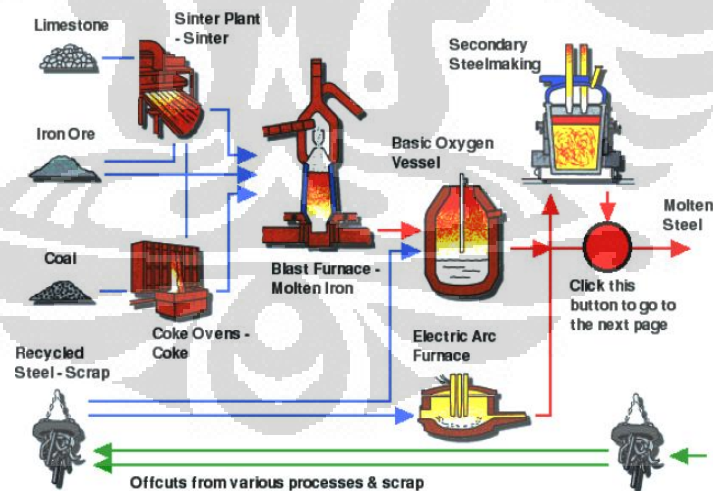 Limestone
Sinter Plant
- Sinter
Secondary
Steelmaking
Iron Ore
Basic Oxygen
Vessel
Molten
Steel
Coal
Blast Furnace -
Molten Iron
Click this
button to go to
the next page
Coke Ovens -
Coke
Electric Arc
Furnace
Recycled
Steel - Scrap
Offcuts from various processes & scrap